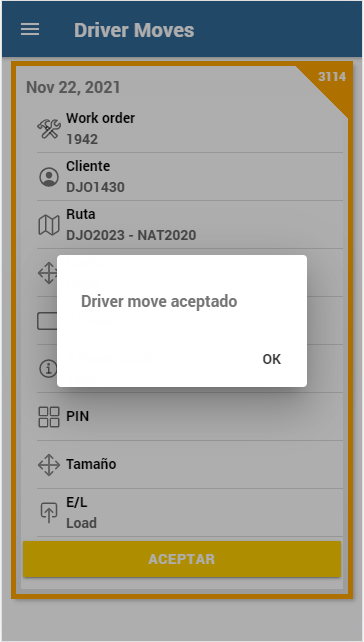 Driver Moves
3114
Nov 22, 2021
Work order
1942
Cliente
DJO1430
Ruta
DJO2023 - NAT2020
Driver move aceptado
OK
PIN
Tamaño
E/L
Load
ACEPTAR